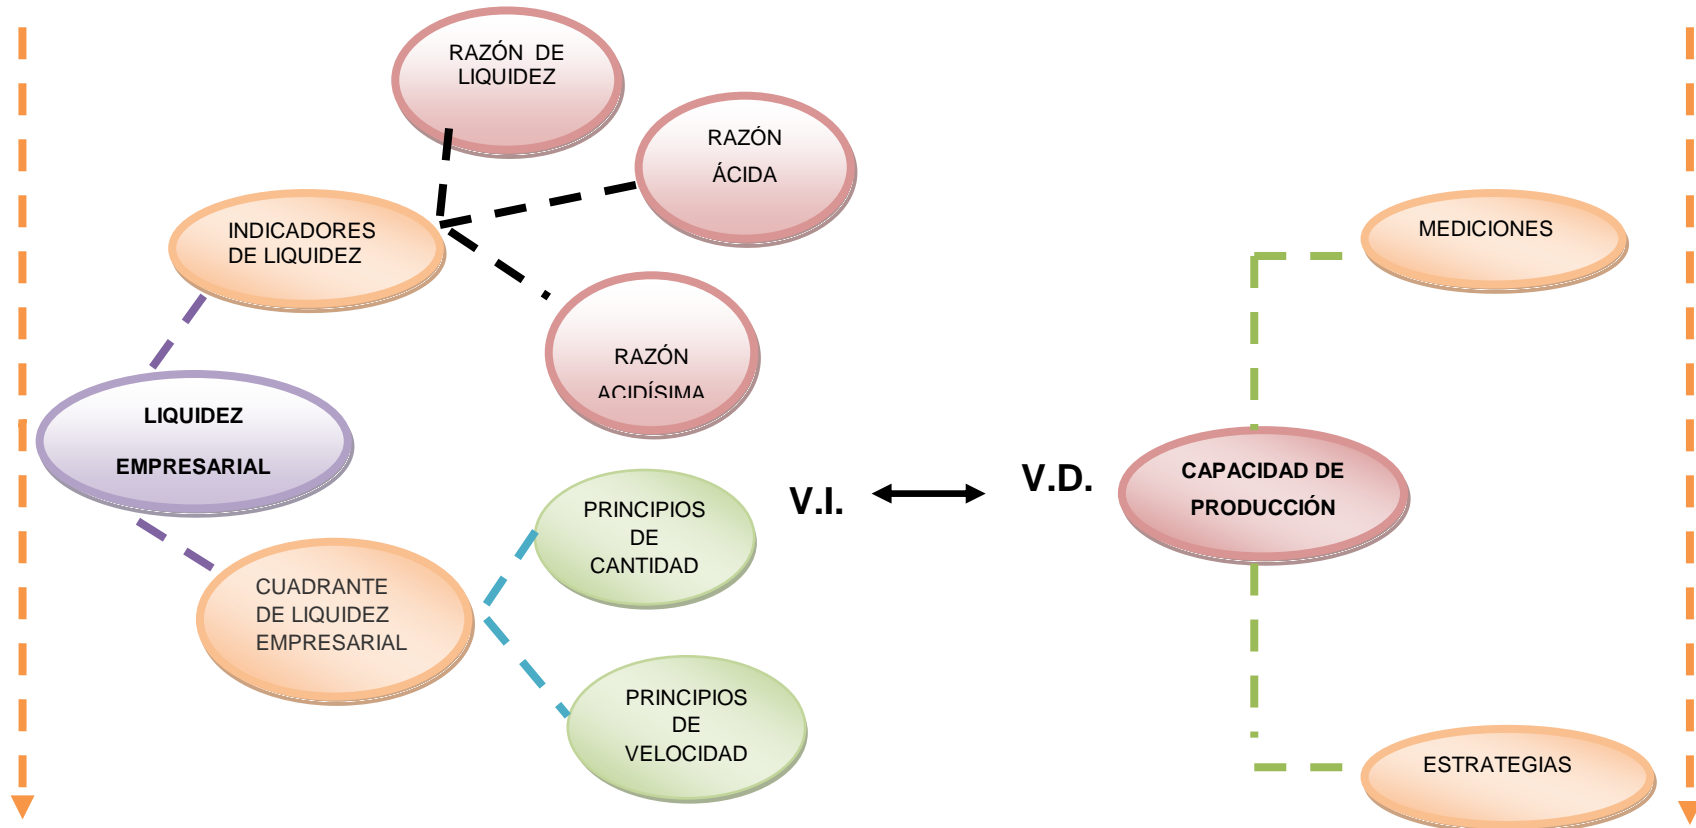 RAZÓN DE
LIQUIDEZ
RAZÓN
ÁCIDA
INDICADORES
DE LIQUIDEZ
RAZÓN
ACIDÍSIMA
LIQUIDEZ
EMPRESARIAL
CUADRANTE
DE LIQUIDEZ
EMPRESARIAL
PRINCIPIOS
DE
CANTIDAD
PRINCIPIOS
DE
VELOCIDAD
V.I.
V.D.
CAPACIDAD DE
PRODUCCIÓN
MEDICIONES
ESTRATEGIAS